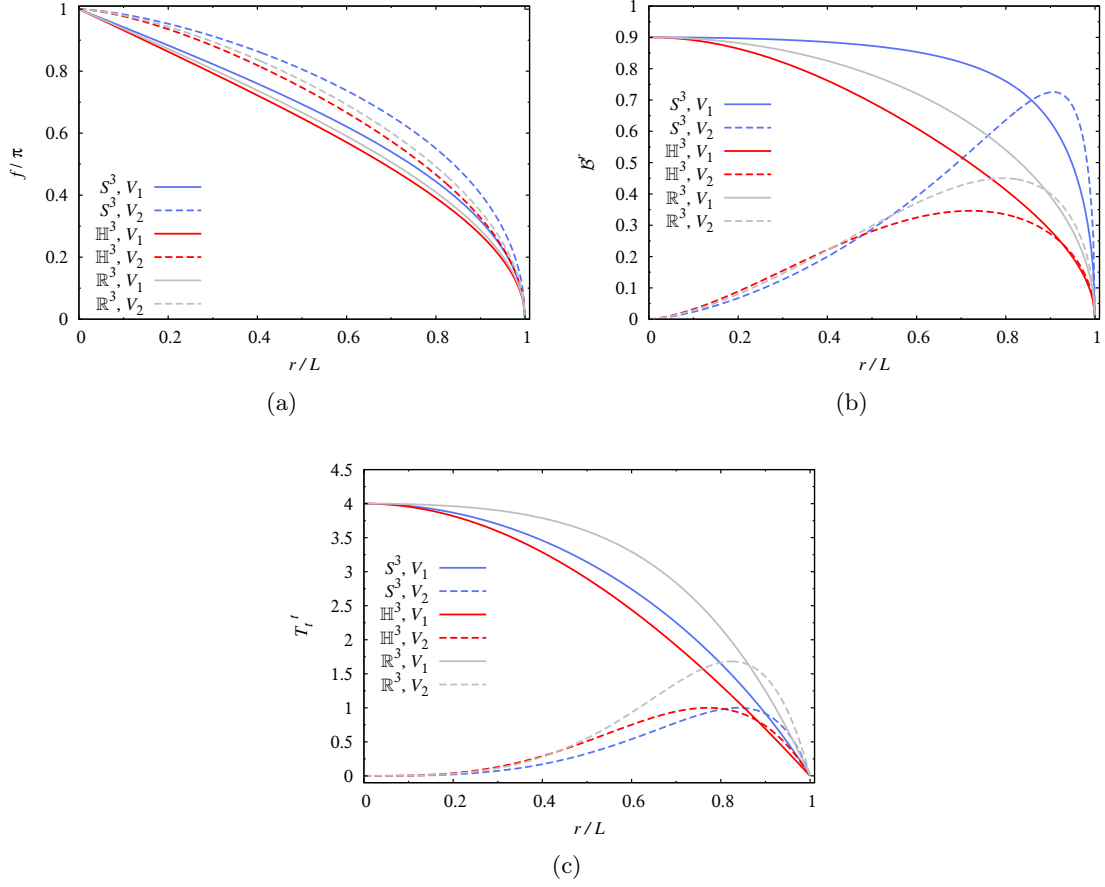 f / π
1
0.8
0.6
0.4
0.2
0
S³, V₁
S³, V₂
ℍ³, V₁
ℍ³, V₂
ℝ³, V₁
ℝ³, V₂
0 0.2 0.4 0.6 0.8 1
r / L
(a)
ℬʳ
1
0.9
0.8
0.7
0.6
0.5
0.4
0.3
0.2
0.1
0
S³, V₁
S³, V₂
ℍ³, V₁
ℍ³, V₂
ℝ³, V₁
ℝ³, V₂
0 0.2 0.4 0.6 0.8 1
r / L
(b)
Tₜᵗ
4.5
4
3.5
3
2.5
2
1.5
1
0.5
0
S³, V₁
S³, V₂
ℍ³, V₁
ℍ³, V₂
ℝ³, V₁
ℝ³, V₂
0 0.2 0.4 0.6 0.8 1
r / L
(c)